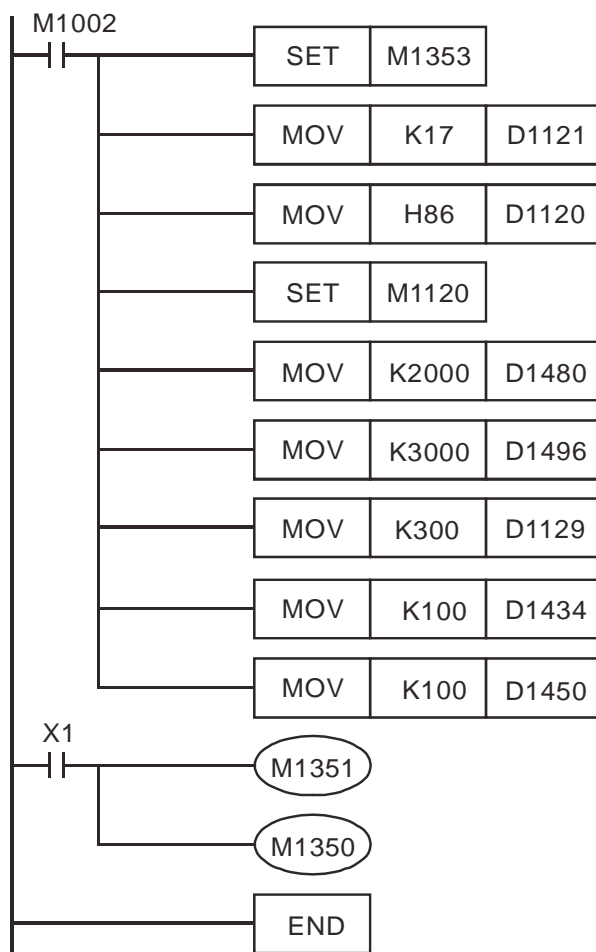 M1002
SET M1353
MOV K17 D1121
MOV H86 D1120
SET M1120
MOV K2000 D1480
MOV K3000 D1496
MOV K300 D1129
MOV K100 D1434
MOV K100 D1450
X1
M1351
M1350
END